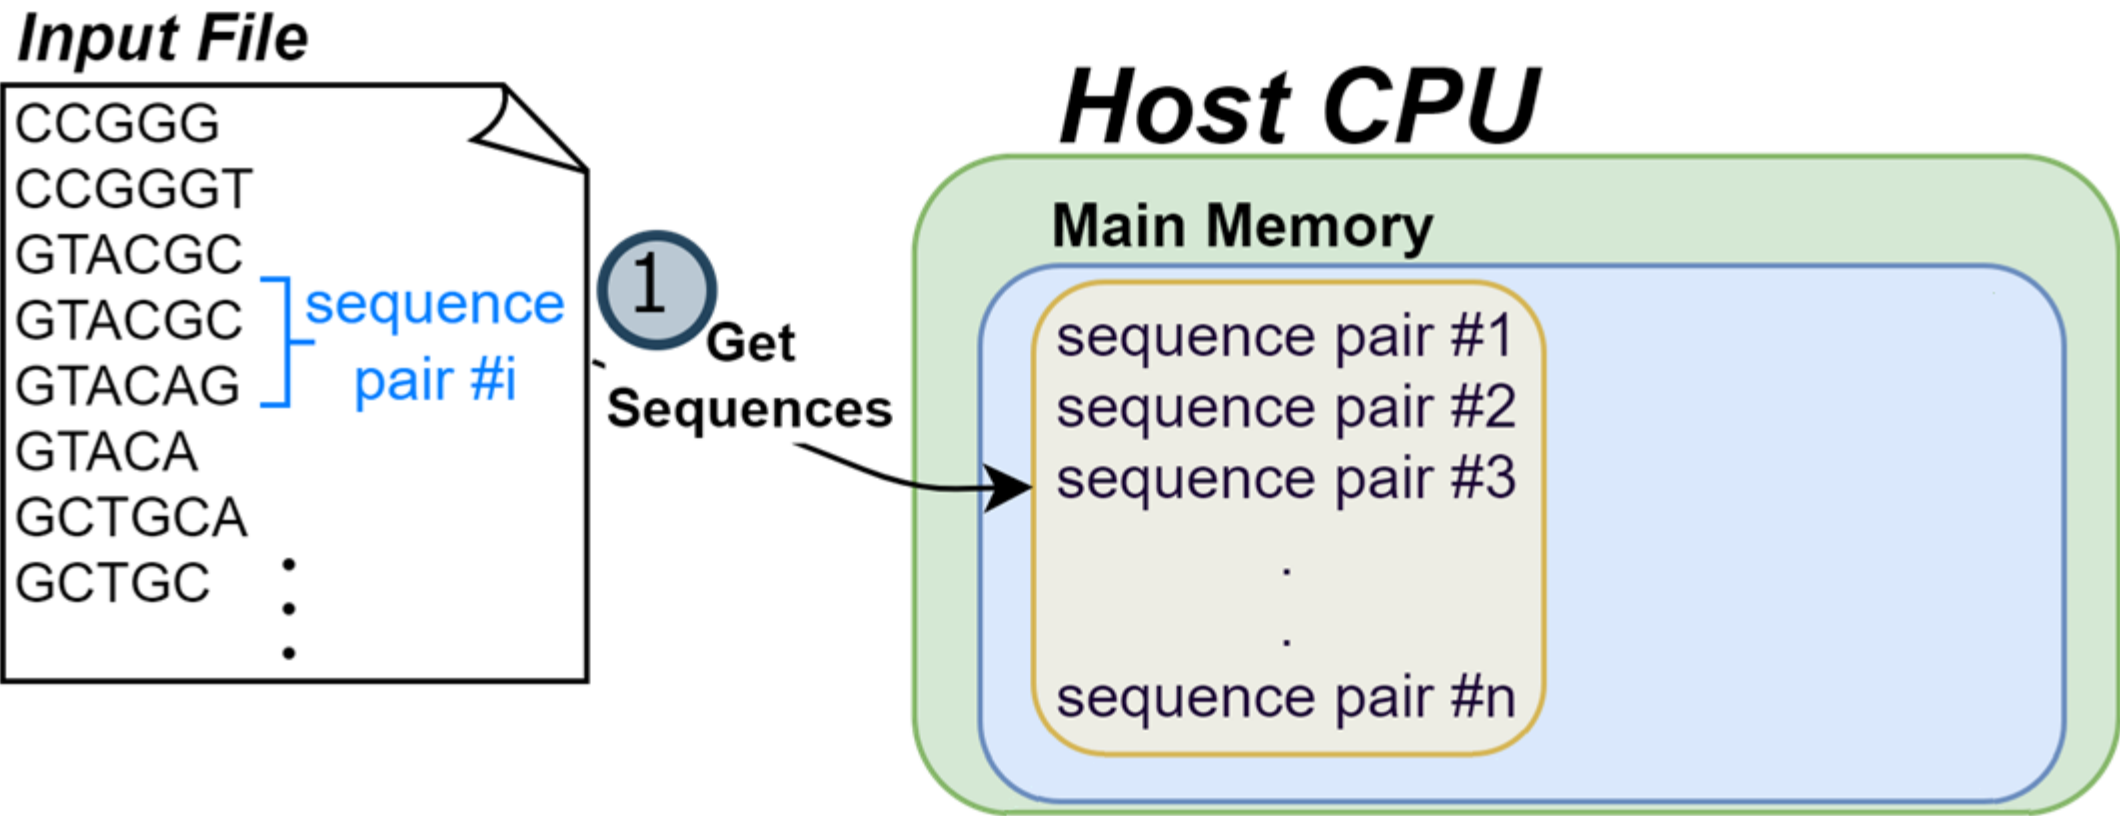 Input File
CCGGG
CCGGGT
GTACGC
GTACGC
GTACAG
GTACA
GCTGCA
GCTGC
sequence
pair #i
1
Get
Sequences
Host CPU
Main Memory
sequence pair #1
sequence pair #2
sequence pair #3
.
.
sequence pair #n